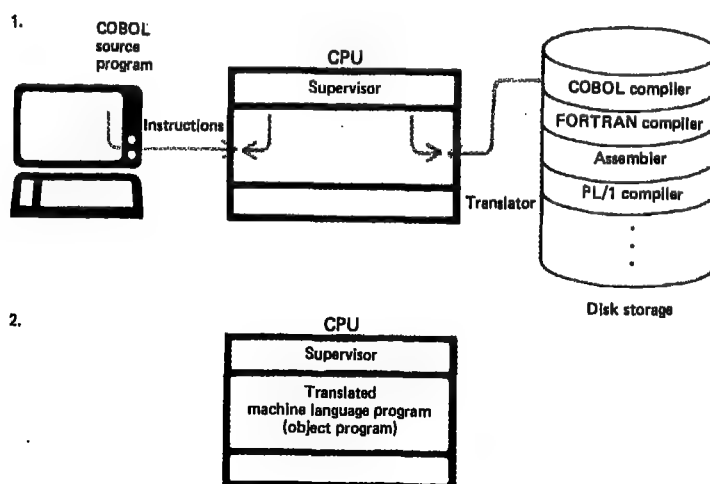 1.
COBOL
source
program
CPU
Supervisor
Instructions
COBOL compiler
FORTRAN compiler
Assembler
PL/1 compiler
Translator
Disk storage
2.
CPU
Supervisor
Translated
machine language program
(object program)